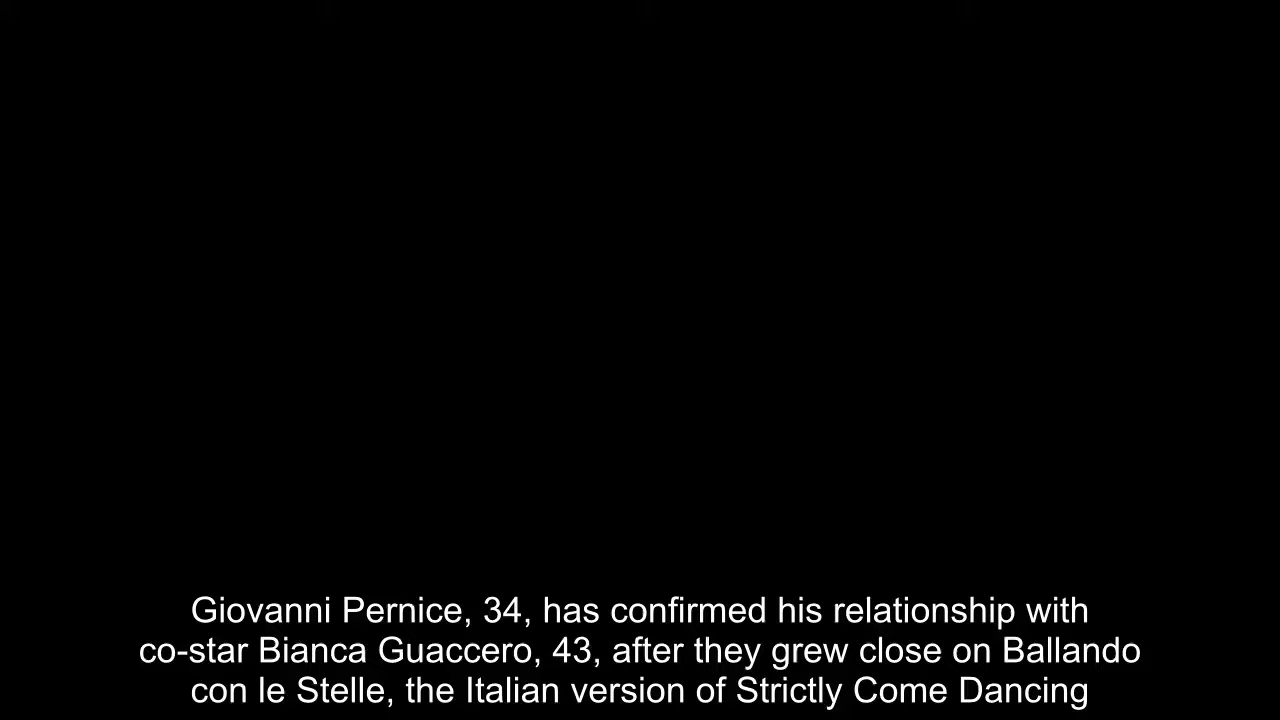 Giovanni Pernice, 34, has confirmed his relationship with
co-star Bianca Guaccero, 43, after they grew close on Ballando
con le Stelle, the Italian version of Strictly Come Dancing